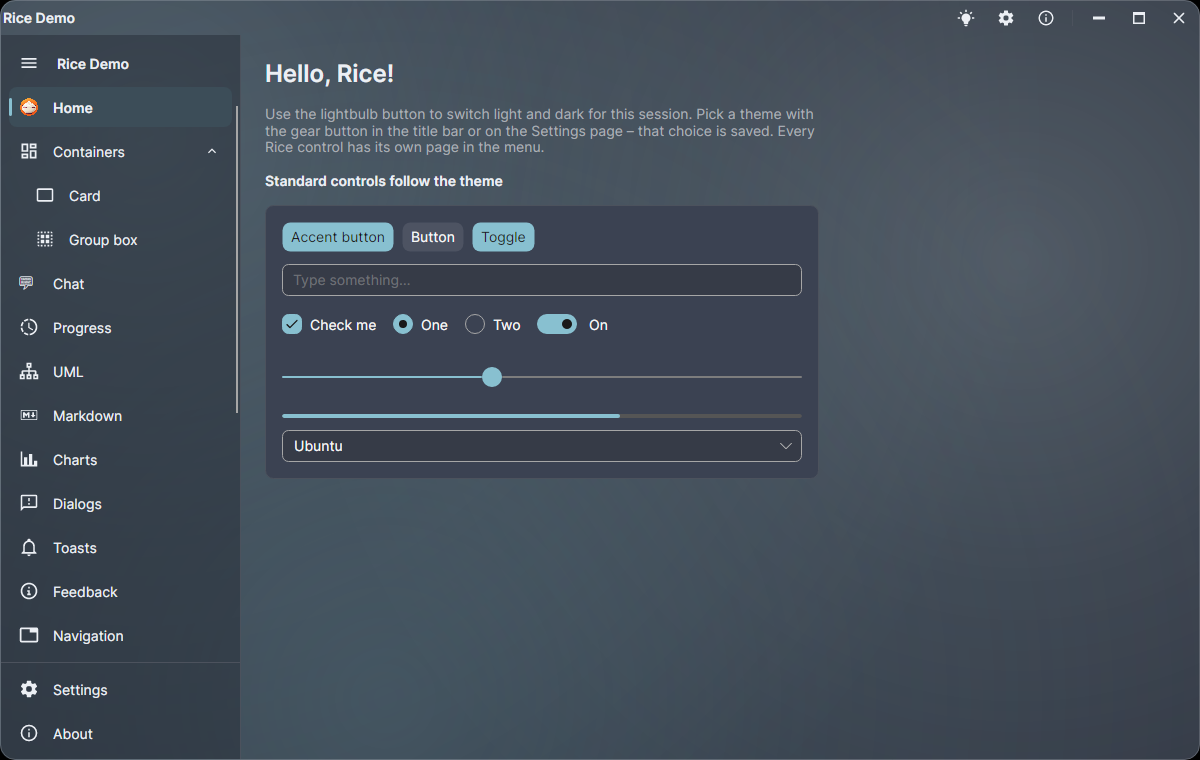 Rice Demo
Rice Demo
Home
Containers
Card
Group box
Chat
Progress
UML
Markdown
Charts
Dialogs
Toasts
Feedback
Navigation
Settings
About
Hello, Rice!
Use the lightbulb button to switch light and dark for this session. Pick a theme with
the gear button in the title bar or on the Settings page – that choice is saved. Every
Rice control has its own page in the menu.
Standard controls follow the theme
Accent button Button Toggle
Type something...
Check me One Two On
Ubuntu